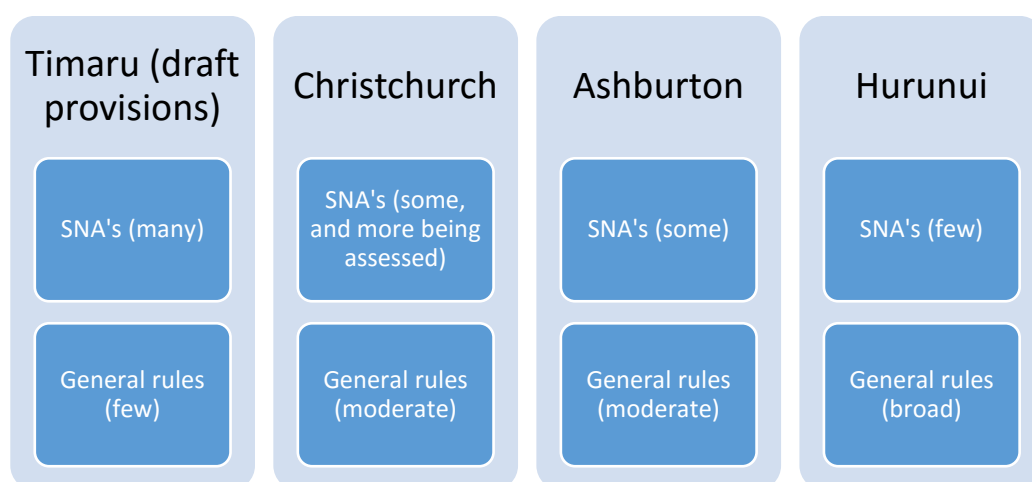 Timaru (draft
provisions)
SNA's (many)
General rules
(few)
Christchurch
SNA's (some,
and more being
assessed)
General rules
(moderate)
Ashburton
SNA's (some)
General rules
(moderate)
Hurunui
SNA's (few)
General rules
(broad)